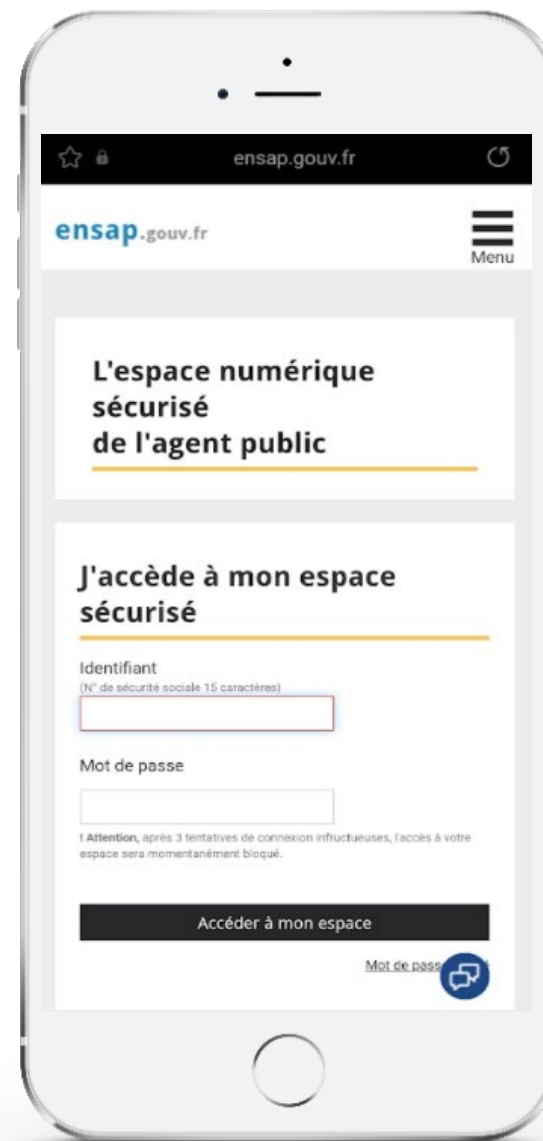 ensap.gouv.fr
ensap.gouv.fr
Menu
L'espace numérique
sécurisé
de l'agent public
J'accède à mon espace
sécurisé
Identifiant
(N° de sécurité sociale 15 caractères)
Mot de passe
! Attention, après 3 tentatives de connexion infructueuses, l'accès à votre
espace sera momentanément bloqué.
Accéder à mon espace
Mot de